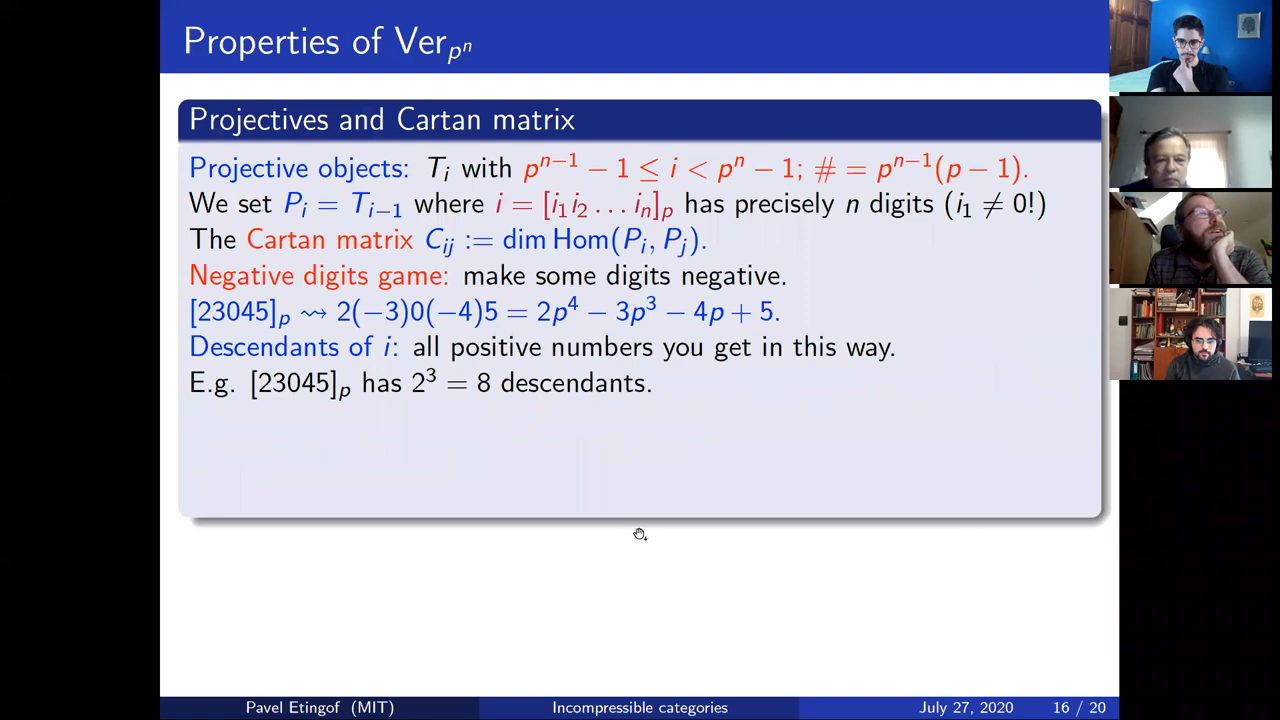 Properties of Ver_{p^n}
Projectives and Cartan matrix
Projective objects: T_i with p^{n−1} − 1 ≤ i < p^n − 1; # = p^{n−1}(p − 1).
We set P_i = T_{i−1} where i = [i_1 i_2 … i_n]_p has precisely n digits (i_1 ≠ 0!)
The Cartan matrix C_{ij} := dim Hom(P_i, P_j).
Negative digits game: make some digits negative.
[23045]_p ⇝ 2(−3)0(−4)5 = 2p^4 − 3p^3 − 4p + 5.
Descendants of i: all positive numbers you get in this way.
E.g. [23045]_p has 2^3 = 8 descendants.
Pavel Etingof (MIT) Incompressible categories July 27, 2020 16 / 20